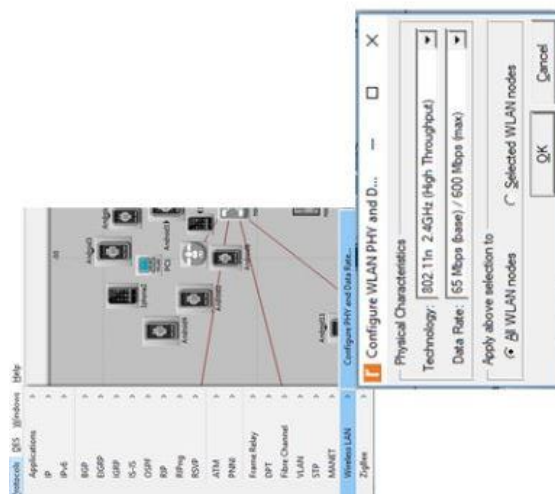 Protocols DES Windows Help
Applications
IP
IPv6
BGP
EIGRP
IGRP
IS-IS
OSPF
RIP
RIPng
RSVP
ATM
PNNI
Frame Relay
DPT
Fibre Channel
VLAN
STP
MANET
Wireless LAN
ZigBee
Configure PHY and Data Rate...
Iphone2
PC3
Configure WLAN PHY and D...
Physical Characteristics
Technology: 802.11n 2.4GHz (High Throughput)
Data Rate: 65 Mbps (base) / 600 Mbps (max)
Apply above selection to
All WLAN nodes
Selected WLAN nodes
OK
Cancel